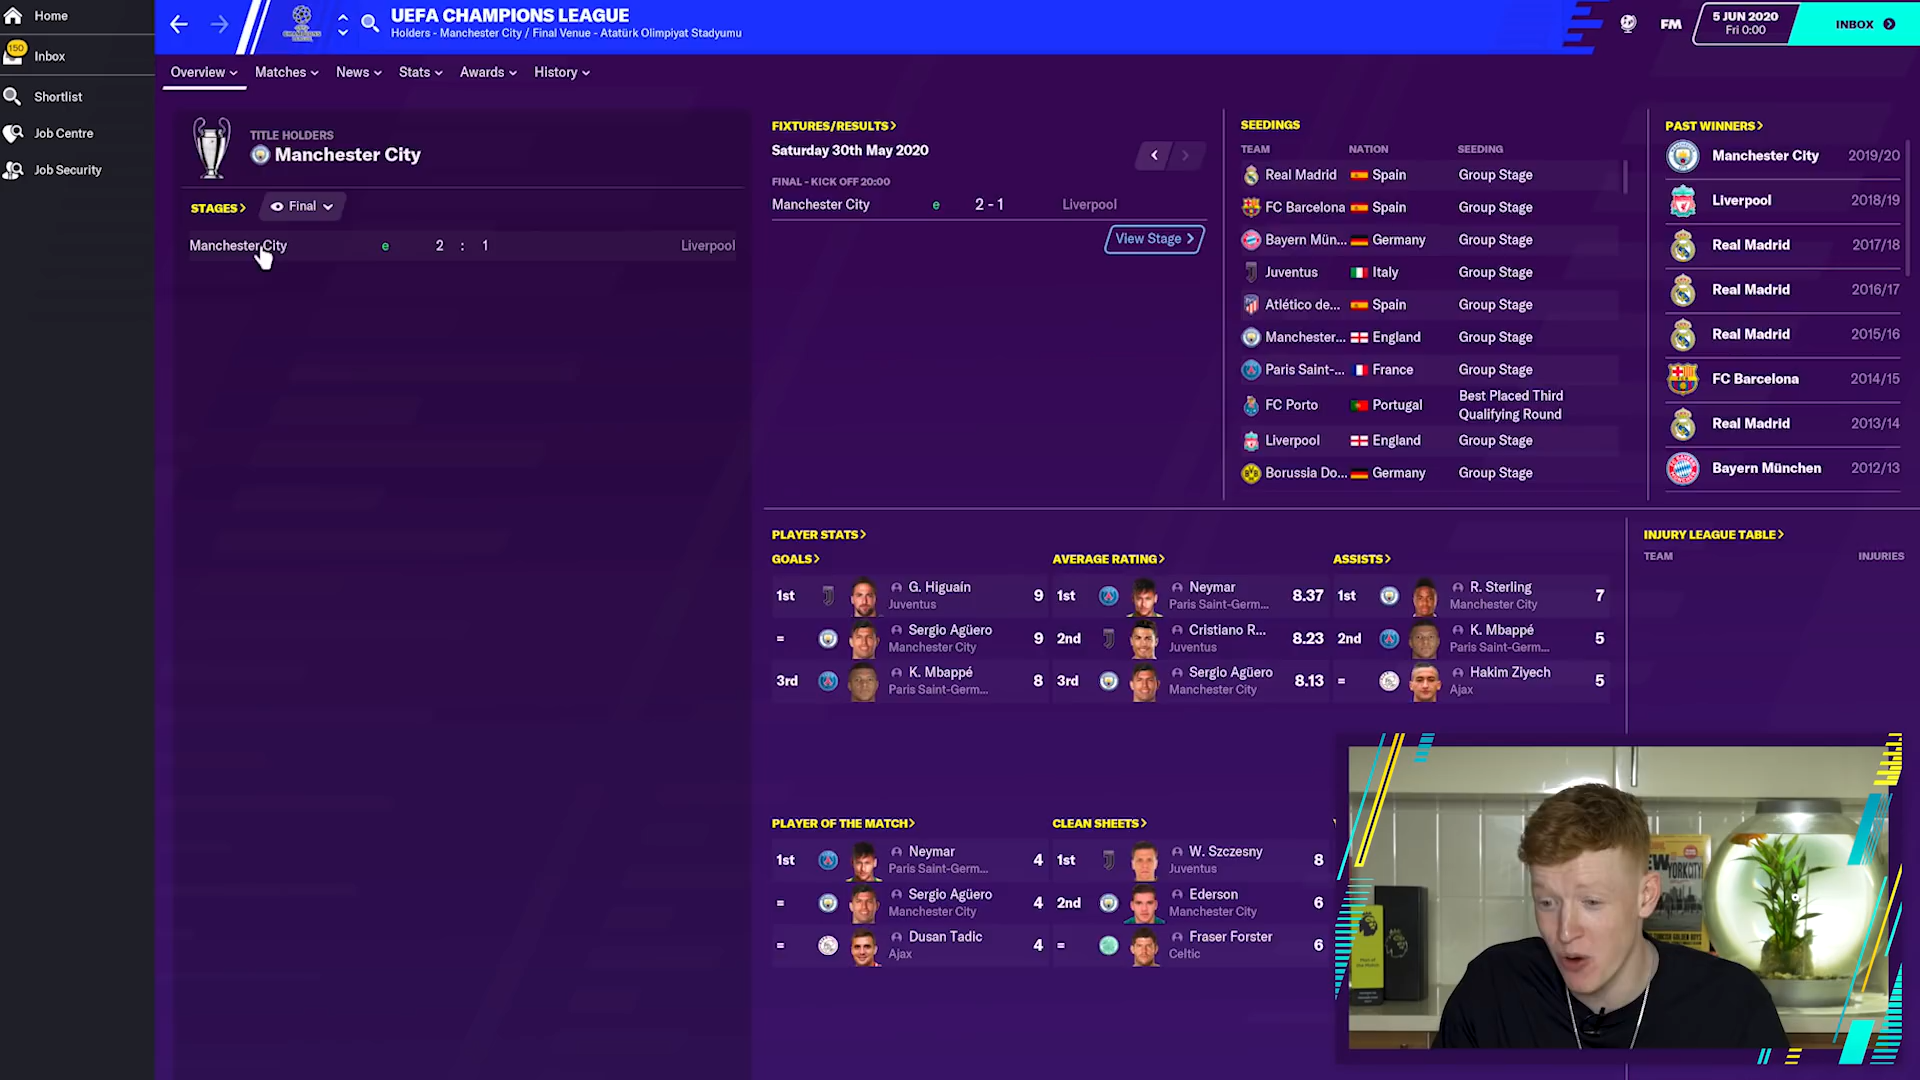 Home
150
Inbox
Shortlist
Job Centre
Job Security
UEFA CHAMPIONS LEAGUE
Holders - Manchester City / Final Venue - Atatürk Olimpiyat Stadyumu
FM
5 JUN 2020
Fri 0:00
INBOX
Overview
Matches
News
Stats
Awards
History
TITLE HOLDERS
Manchester City
STAGES>
Final
Manchester City e 2 : 1 Liverpool
FIXTURES/RESULTS>
Saturday 30th May 2020
FINAL - KICK OFF 20:00
Manchester City e 2 - 1 Liverpool
View Stage >
SEEDINGS
TEAM NATION SEEDING
Real Madrid Spain Group Stage
FC Barcelona Spain Group Stage
Bayern Mün... Germany Group Stage
Juventus Italy Group Stage
Atlético de... Spain Group Stage
Manchester... England Group Stage
Paris Saint-... France Group Stage
FC Porto Portugal Best Placed Third
Qualifying Round
Liverpool England Group Stage
Borussia Do... Germany Group Stage
PAST WINNERS>
Manchester City 2019/20
Liverpool 2018/19
Real Madrid 2017/18
Real Madrid 2016/17
Real Madrid 2015/16
FC Barcelona 2014/15
Real Madrid 2013/14
Bayern München 2012/13
PLAYER STATS>
GOALS>
1st G. Higuaín 9
Juventus
= Sergio Agüero 9
Manchester City
3rd K. Mbappé 8
Paris Saint-Germ...
AVERAGE RATING>
1st Neymar 8.37
Paris Saint-Germ...
2nd Cristiano R... 8.23
Juventus
3rd Sergio Agüero 8.13
Manchester City
ASSISTS>
1st R. Sterling 7
Manchester City
2nd K. Mbappé 5
Paris Saint-Germ...
= Hakim Ziyech 5
Ajax
INJURY LEAGUE TABLE>
TEAM INJURIES
PLAYER OF THE MATCH>
1st Neymar 4
Paris Saint-Germ...
= Sergio Agüero 4
Manchester City
= Dusan Tadic 4
Ajax
CLEAN SHEETS>
1st W. Szczesny 8
Juventus
2nd Ederson 6
Manchester City
= Fraser Forster 6
Celtic
YORK CITY